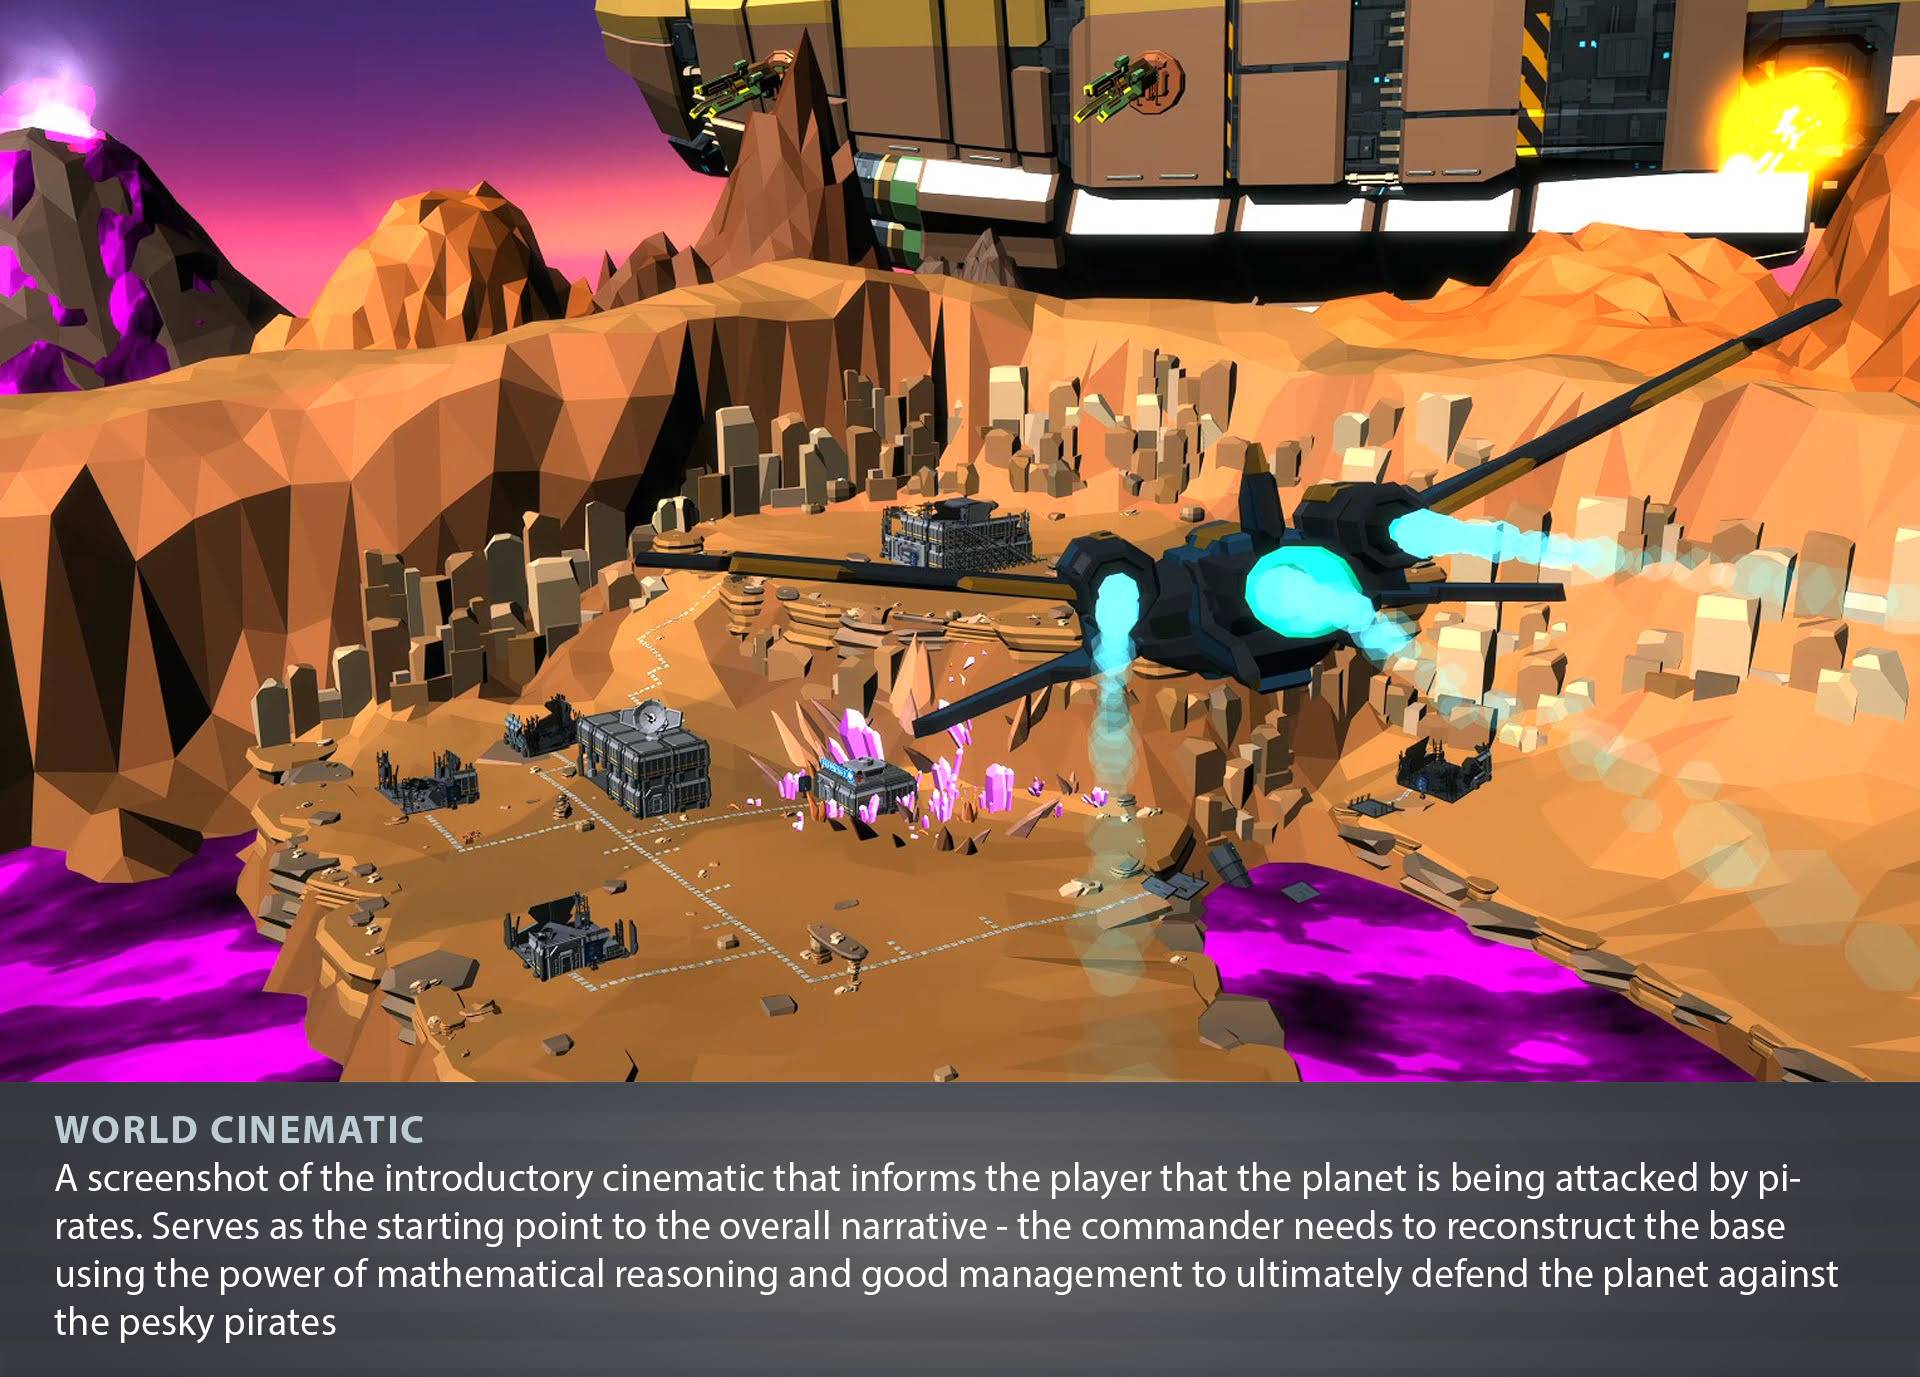 WORLD CINEMATIC
A screenshot of the introductory cinematic that informs the player that the planet is being attacked by pi-
rates. Serves as the starting point to the overall narrative - the commander needs to reconstruct the base
using the power of mathematical reasoning and good management to ultimately defend the planet against
the pesky pirates